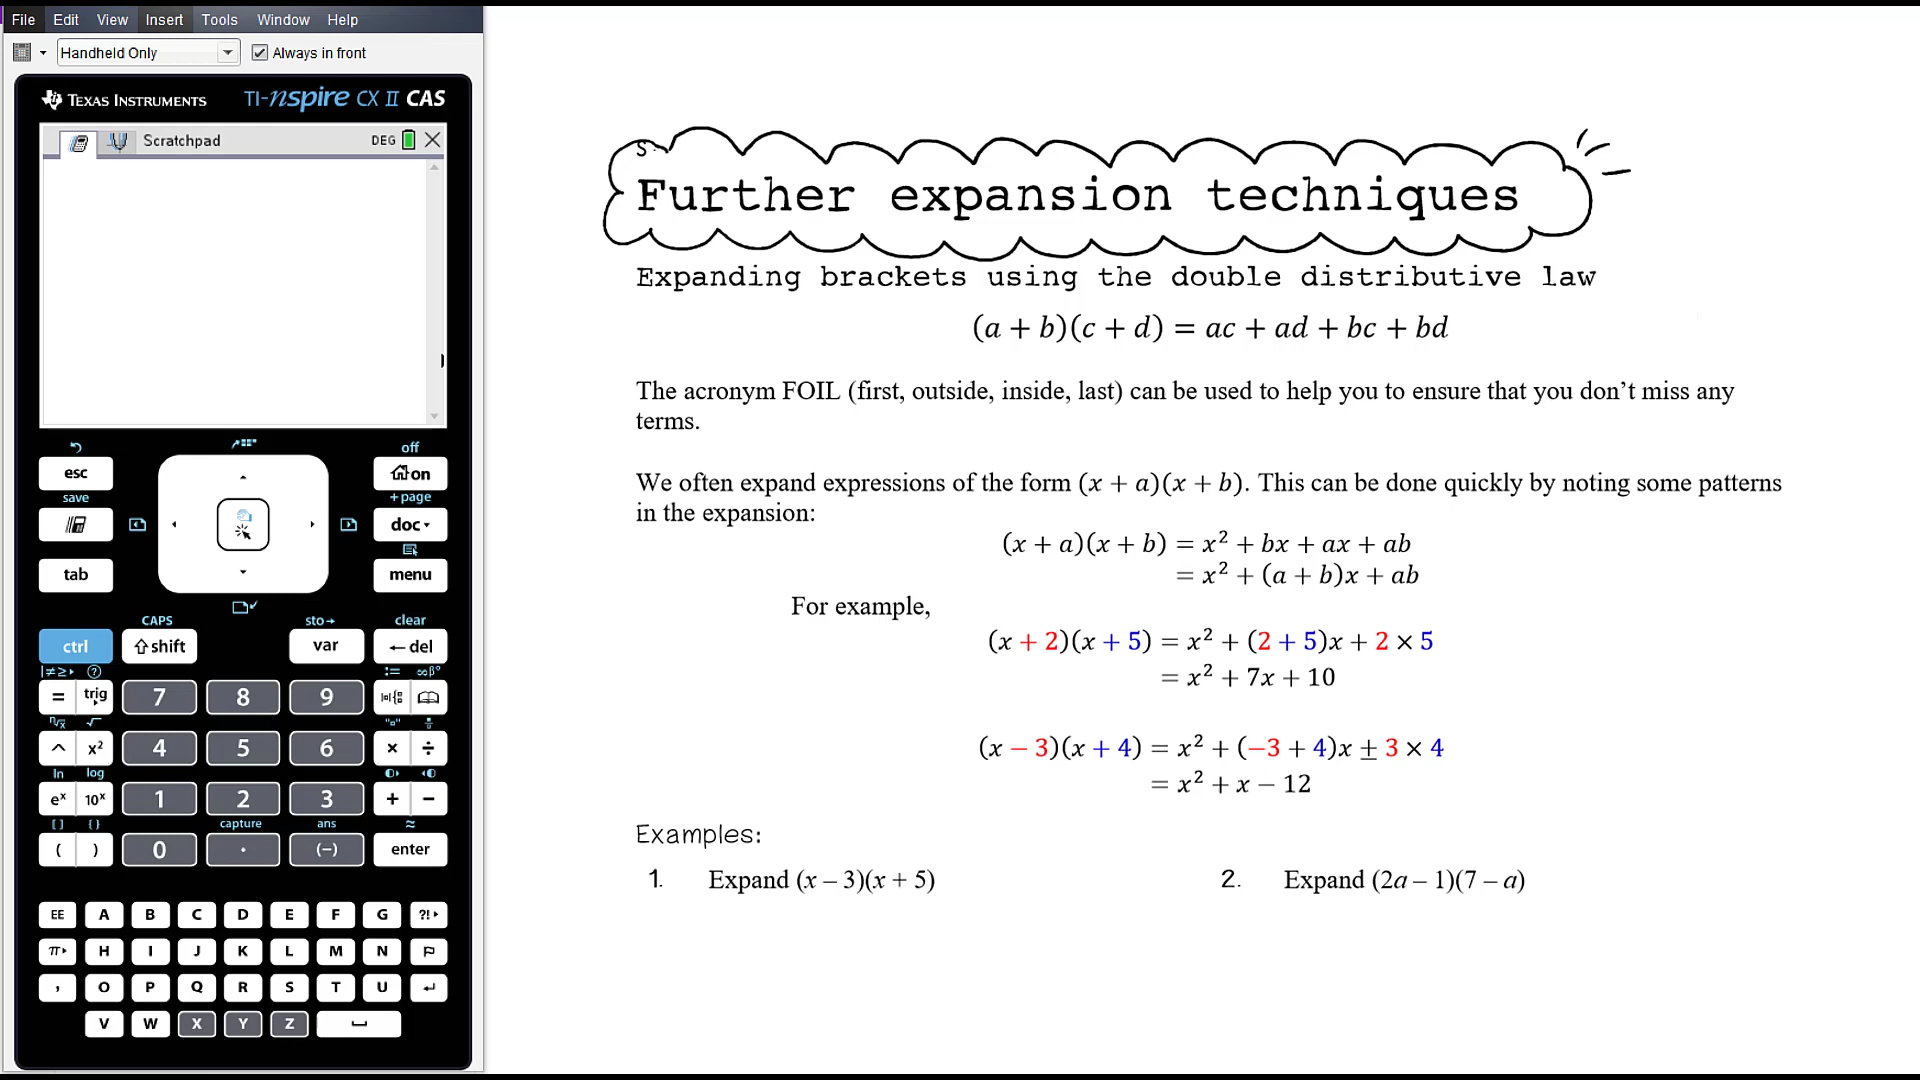 File Edit View Insert Tools Window Help
Handheld Only Always in front
TEXAS INSTRUMENTS TI-nspire CX II CAS
Scratchpad DEG
off
esc on
save + page
doc
tab menu
CAPS sto→ clear
ctrl shift var ←del
|≠≥▸ ? := ∞β°
= trig 7 8 9
ⁿ√x √ "□"
^ x² 4 5 6 × ÷
ln log
eˣ 10ˣ 1 2 3 + −
[ ] { } capture ans ≈
( ) 0 . (−) enter
EE A B C D E F G ?!▸
π▸ H I J K L M N
, O P Q R S T U ↵
V W X Y Z
S
Further expansion techniques
Expanding brackets using the double distributive law
(a + b)(c + d) = ac + ad + bc + bd
The acronym FOIL (first, outside, inside, last) can be used to help you to ensure that you don’t miss any
terms.
We often expand expressions of the form (x + a)(x + b). This can be done quickly by noting some patterns
in the expansion:
(x + a)(x + b) = x² + bx + ax + ab
= x² + (a + b)x + ab
For example,
(x + 2)(x + 5) = x² + (2 + 5)x + 2 × 5
= x² + 7x + 10
(x − 3)(x + 4) = x² + (−3 + 4)x ± 3 × 4
= x² + x − 12
Examples:
1. Expand (x – 3)(x + 5)
2. Expand (2a – 1)(7 – a)